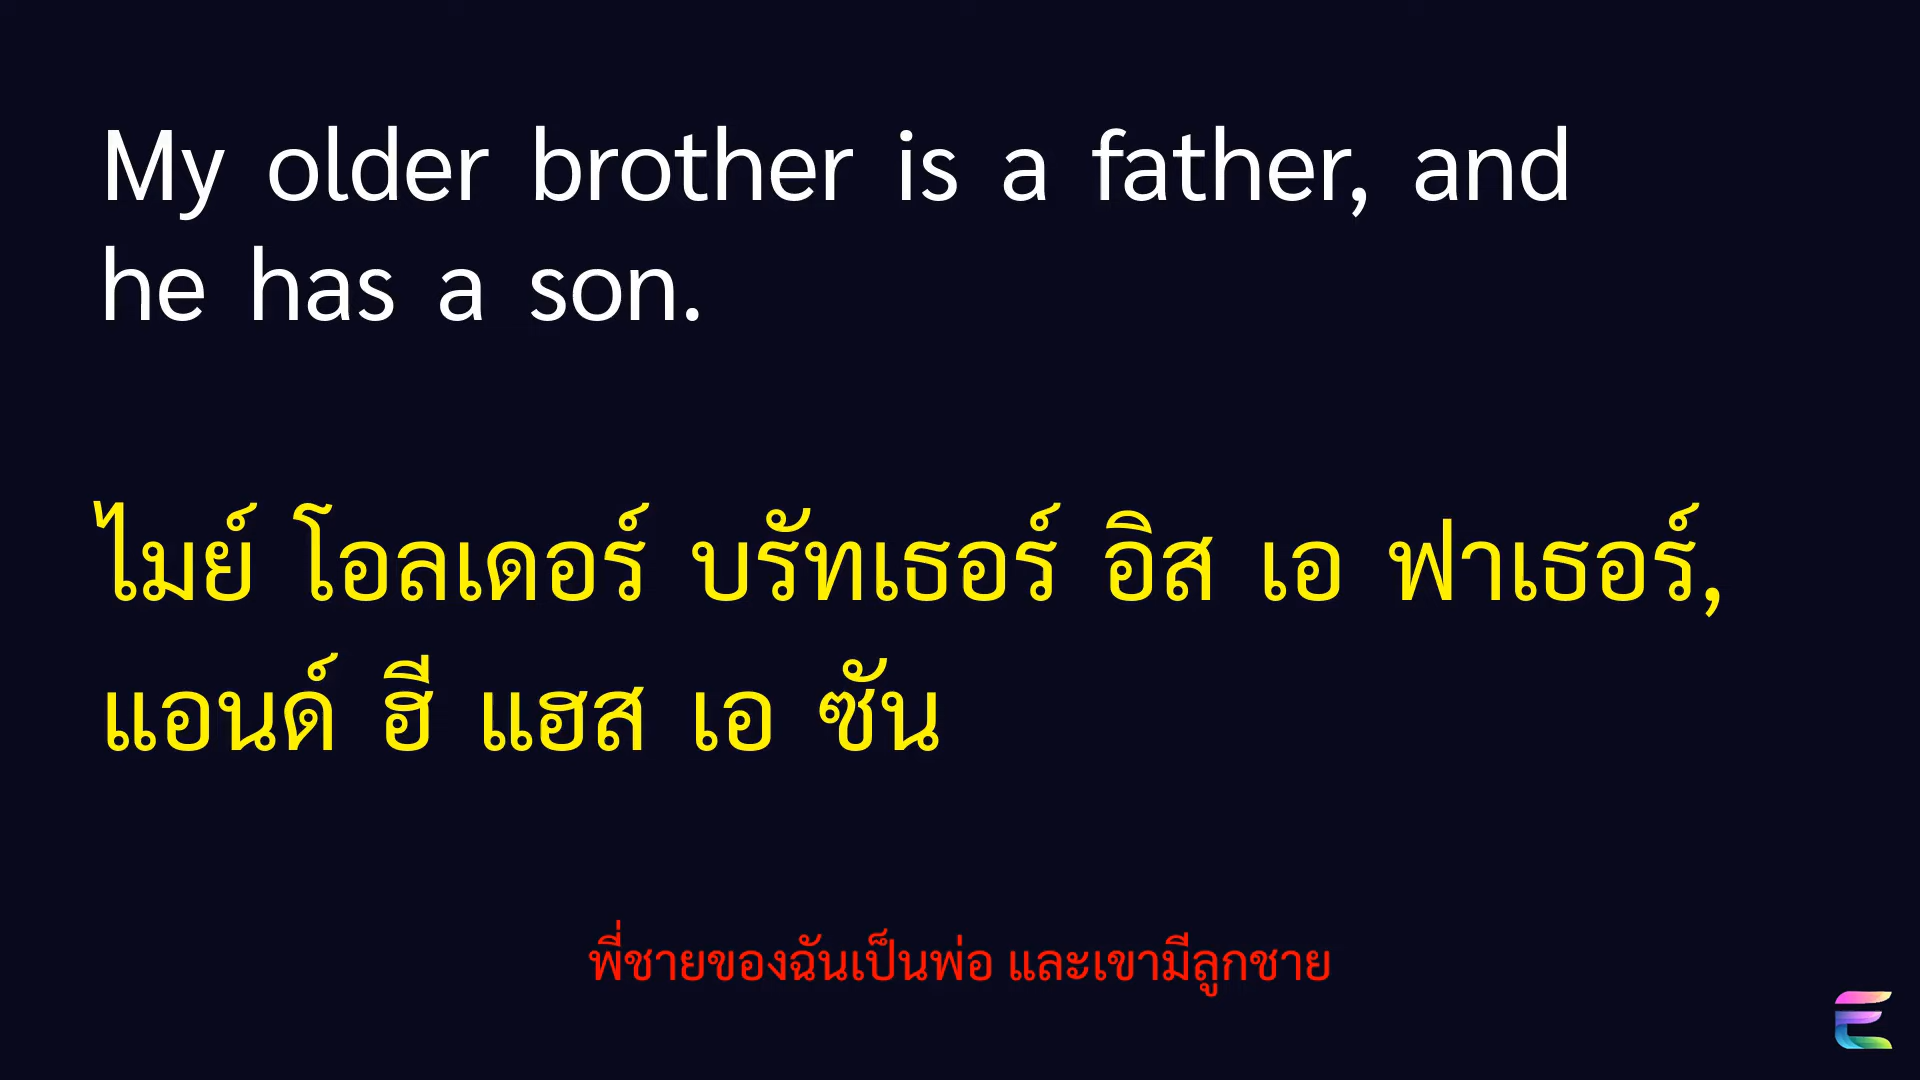 My older brother is a father, and
he has a son.
ไมย์ โอลเดอร์ บรัทเธอร์ อิส เอ ฟาเธอร์,
แอนด์ ฮี แฮส เอ ซัน
พี่ชายของฉันเป็นพ่อ และเขามีลูกชาย